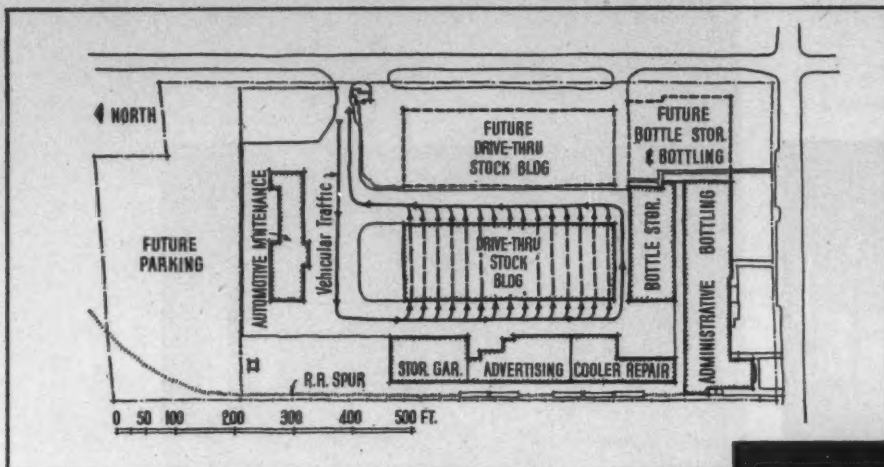 NORTH
FUTURE
PARKING
AUTOMOTIVE MAINTENANCE
Vehicular Traffic
FUTURE
DRIVE-THRU
STOCK BLDG
DRIVE-THRU
STOCK
BLDG
FUTURE
BOTTLE STOR.
& BOTTLING
BOTTLE STOR.
ADMINISTRATIVE BOTTLING
STOR. GAR.
ADVERTISING
COOLER REPAIR
R.R. SPUR
0 50 100 200 300 400 500 FT.